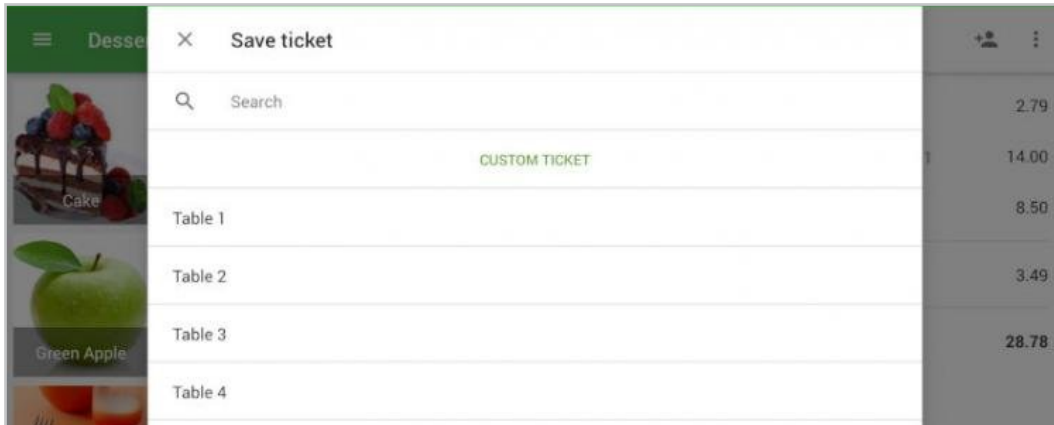 Desse
Save ticket
Search
2.79
CUSTOM TICKET
1 14.00
Cake
Table 1
8.50
Table 2
3.49
Table 3
28.78
Green Apple
Table 4